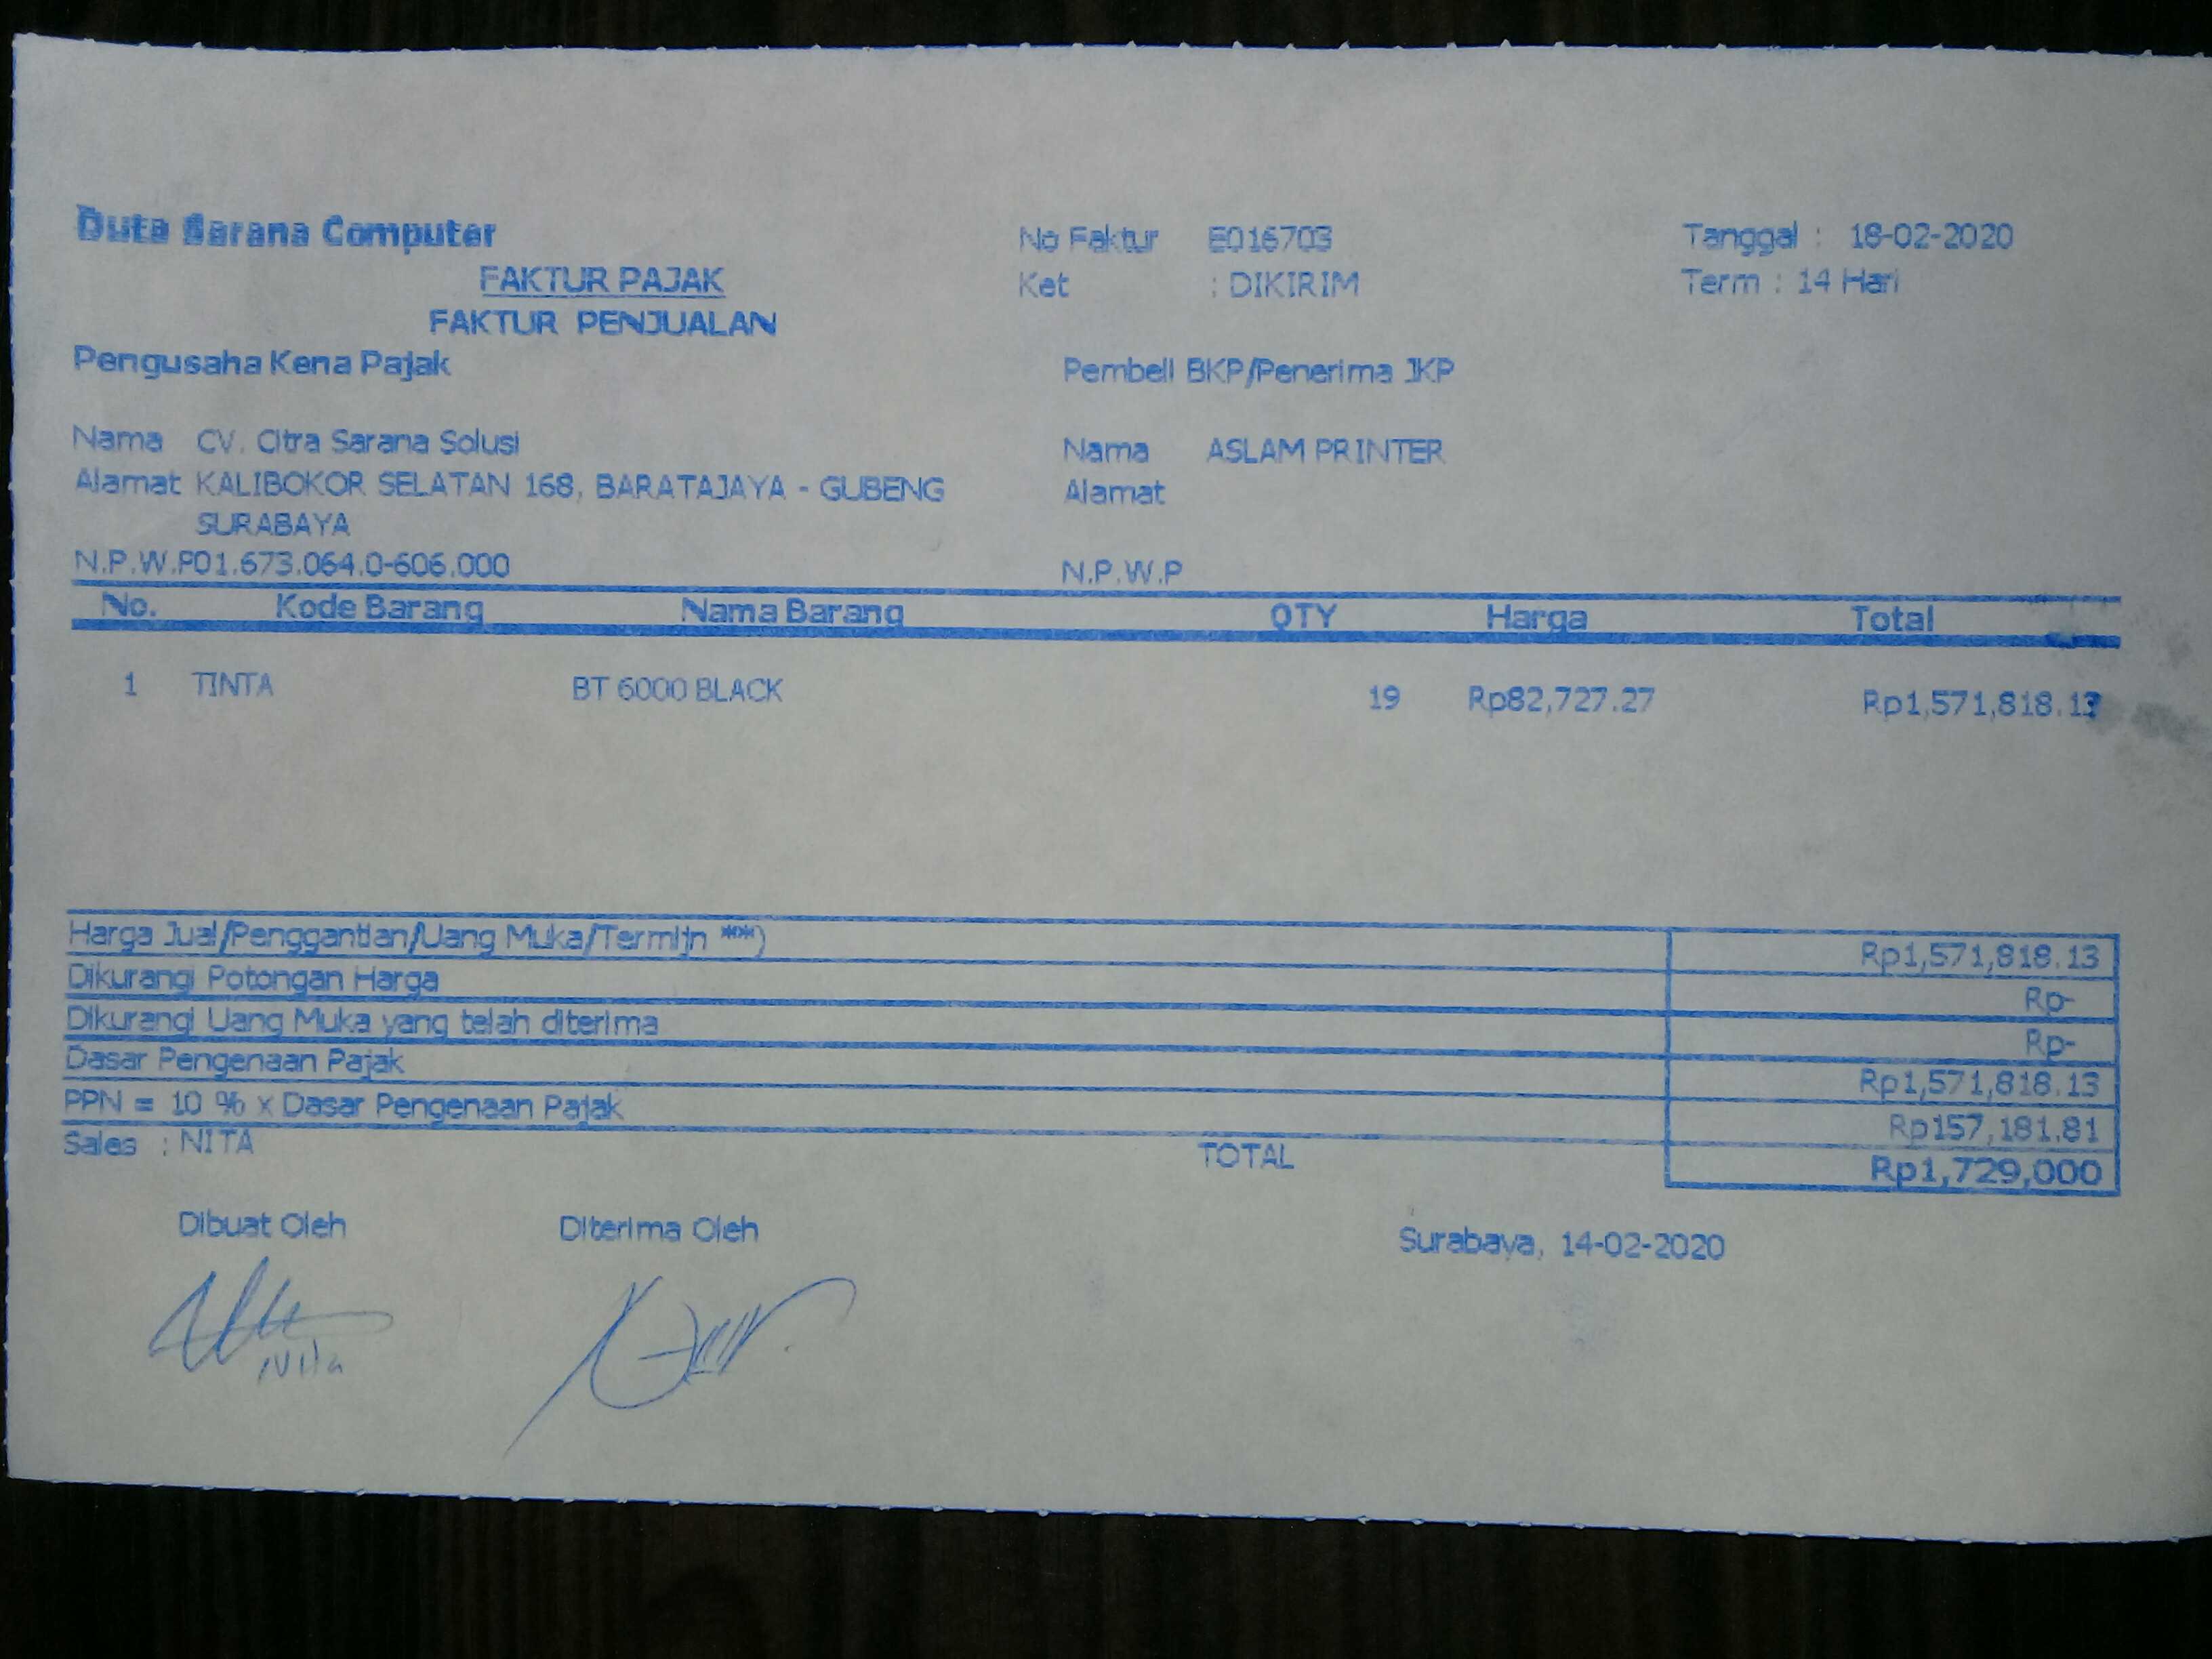 Duta Sarana Computer
FAKTUR PAJAK
FAKTUR PENJUALAN
No Faktur E016703
Ket : DIKIRIM
Tanggal : 18-02-2020
Term : 14 Hari
Pengusaha Kena Pajak
Pembeli BKP/Penerima JKP
Nama CV. Citra Sarana Solusi
Alamat KALIBOKOR SELATAN 168, BARATAJAYA - GUBENG
SURABAYA
N.P.W.P01.673.064.0-606.000
Nama ASLAM PRINTER
Alamat
N.P.W.P
No. Kode Barang Nama Barang QTY Harga Total
1 TINTA BT 6000 BLACK 19 Rp82,727.27 Rp1,571,818.13
Harga Jual/Penggantian/Uang Muka/Termijn ***) Rp1,571,818.13
Dikurangi Potongan Harga Rp-
Dikurangi Uang Muka yang telah diterima Rp-
Dasar Pengenaan Pajak Rp1,571,818.13
PPN = 10 % x Dasar Pengenaan Pajak Rp157,181.81
Sales : NITA TOTAL Rp1,729,000
Dibuat Oleh Diterima Oleh Surabaya, 14-02-2020
Nita